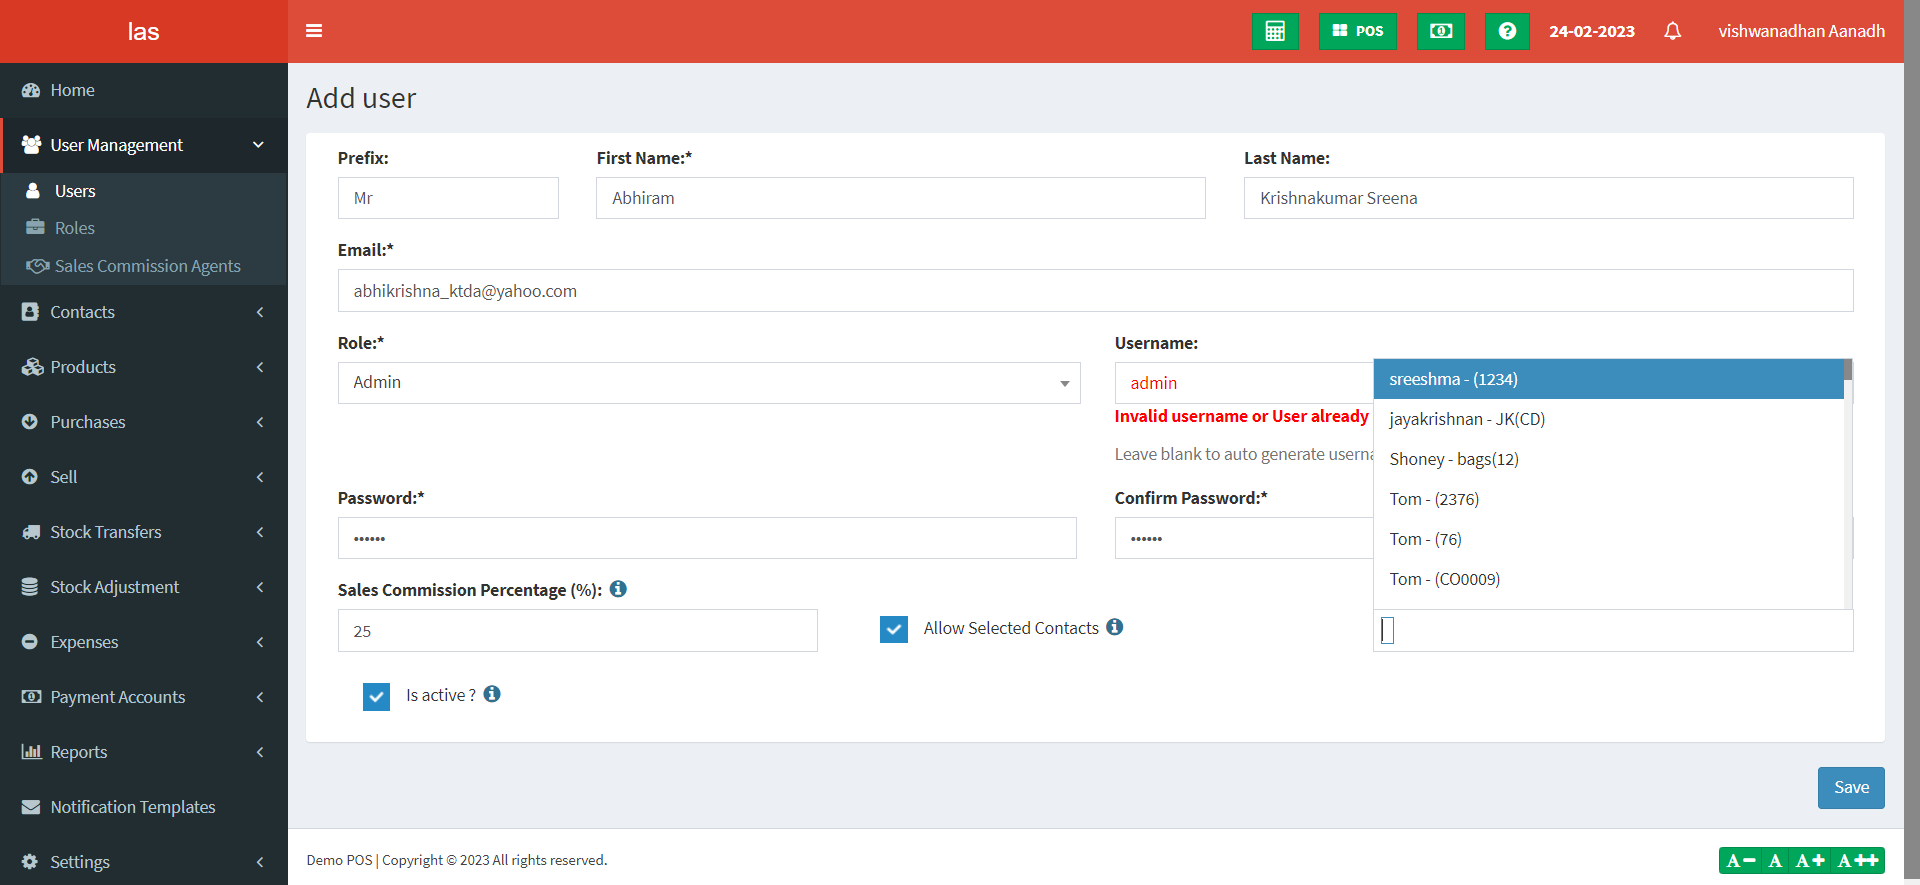 las
POS
24-02-2023
vishwanadhan Aanadh
Home
User Management
Users
Roles
Sales Commission Agents
Contacts
Products
Purchases
Sell
Stock Transfers
Stock Adjustment
Expenses
Payment Accounts
Reports
Notification Templates
Settings
Add user
Prefix:
First Name:*
Last Name:
Mr
Abhiram
Krishnakumar Sreena
Email:*
abhikrishna_ktda@yahoo.com
Role:*
Username:
Admin
admin
Invalid username or User already
Leave blank to auto generate userna
sreeshma - (1234)
jayakrishnan - JK(CD)
Shoney - bags(12)
Tom - (2376)
Tom - (76)
Tom - (CO0009)
Password:*
Confirm Password:*
••••••
••••••
Sales Commission Percentage (%):
25
Allow Selected Contacts
Is active ?
Save
Demo POS | Copyright © 2023 All rights reserved.
A- A A+ A++